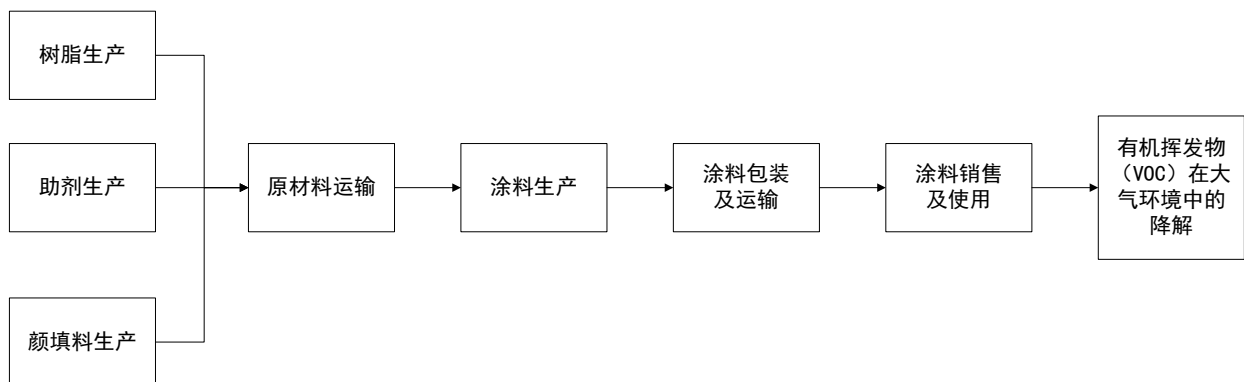 树脂生产
助剂生产
颜填料生产
原材料运输
涂料生产
涂料包装
及运输
涂料销售
及使用
有机挥发物
（VOC）在大
气环境中的
降解